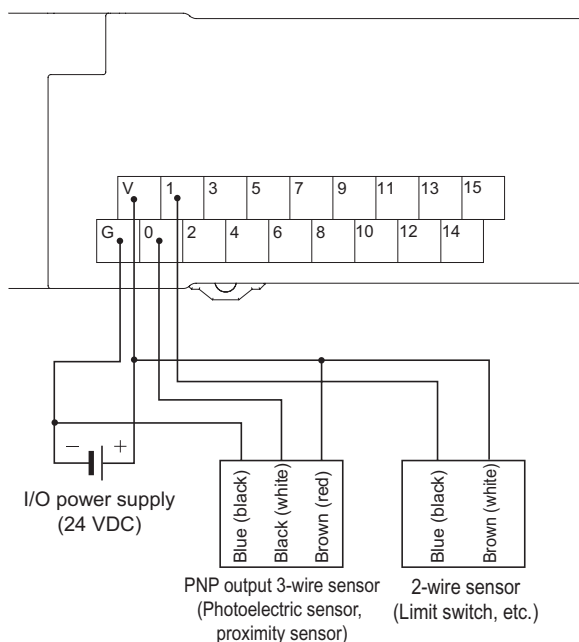 V 1 3 5 7 9 11 13 15
G 0 2 4 6 8 10 12 14
− +
I/O power supply
(24 VDC)
Blue (black)
Black (white)
Brown (red)
Blue (black)
Brown (white)
PNP output 3-wire sensor
(Photoelectric sensor,
proximity sensor)
2-wire sensor
(Limit switch, etc.)